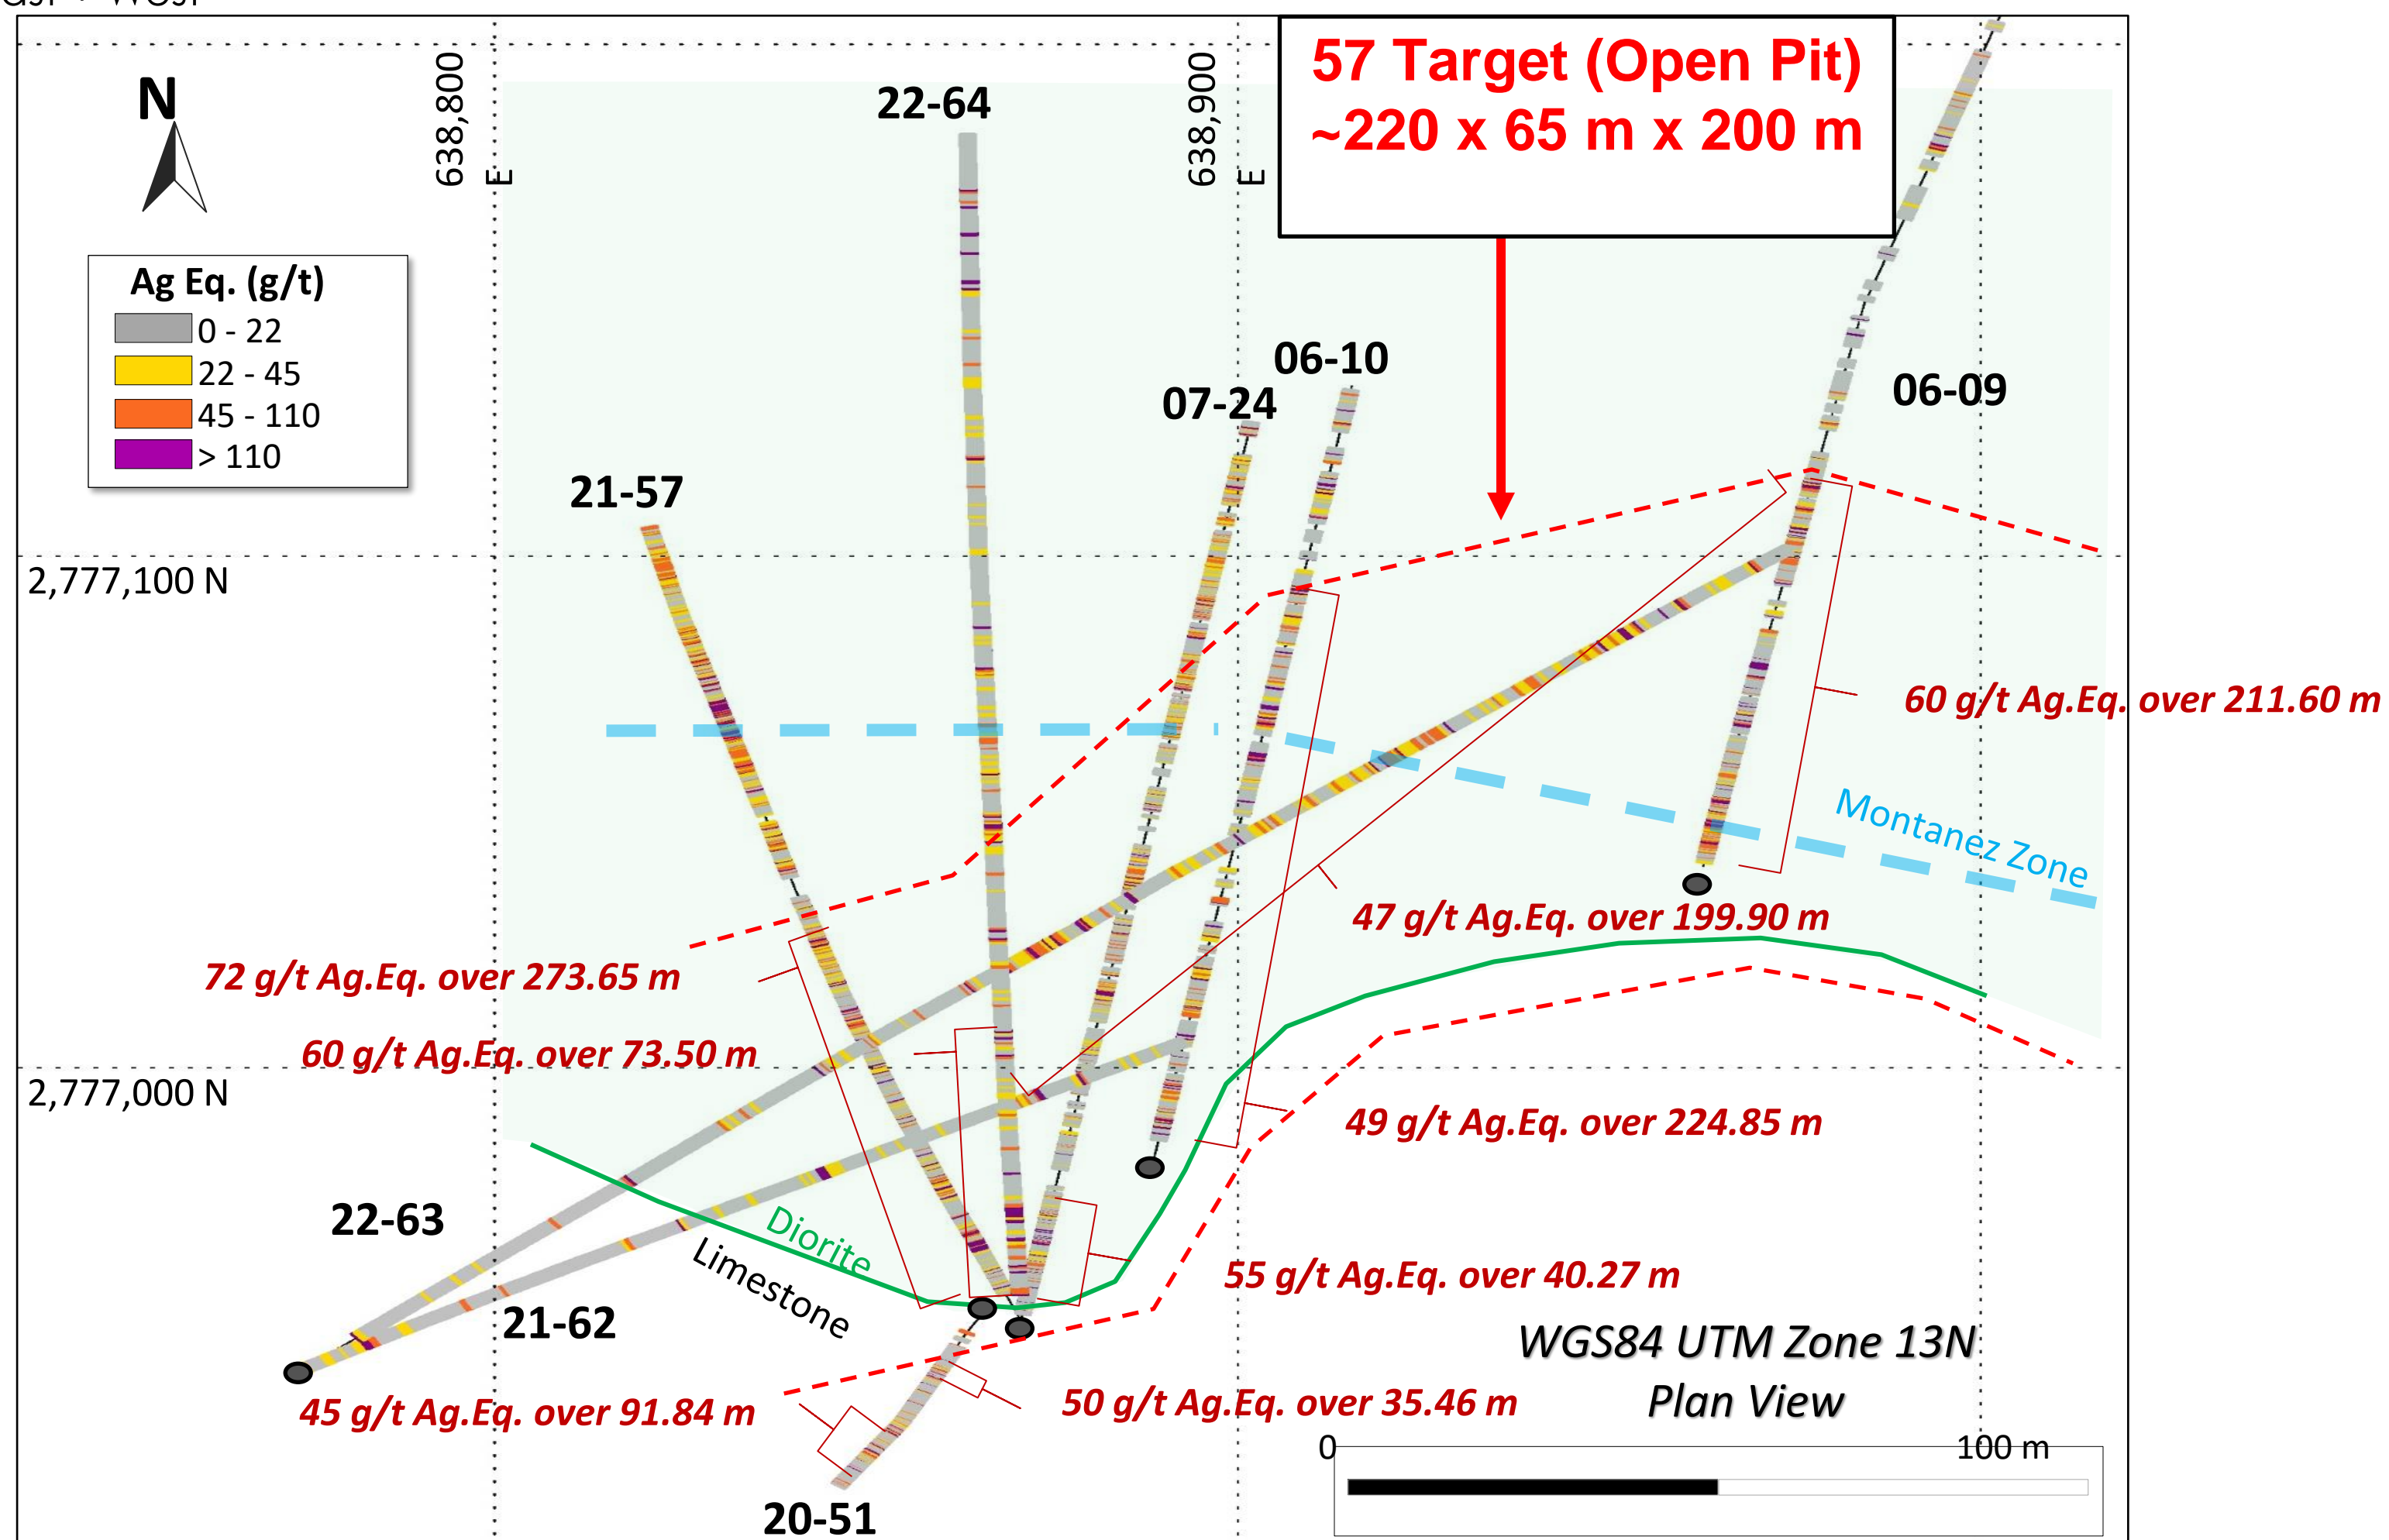 N
638,800
E
22-64
638,900
E
57 Target (Open Pit)
~220 x 65 m x 200 m
Ag Eq. (g/t)
0 - 22
22 - 45
45 - 110
> 110
06-10
07-24
06-09
21-57
2,777,100 N
60 g/t Ag.Eq. over 211.60 m
Montanez Zone
47 g/t Ag.Eq. over 199.90 m
72 g/t Ag.Eq. over 273.65 m
60 g/t Ag.Eq. over 73.50 m
2,777,000 N
49 g/t Ag.Eq. over 224.85 m
22-63
Diorite
Limestone
55 g/t Ag.Eq. over 40.27 m
21-62
WGS84 UTM Zone 13N
Plan View
45 g/t Ag.Eq. over 91.84 m
50 g/t Ag.Eq. over 35.46 m
0
100 m
20-51